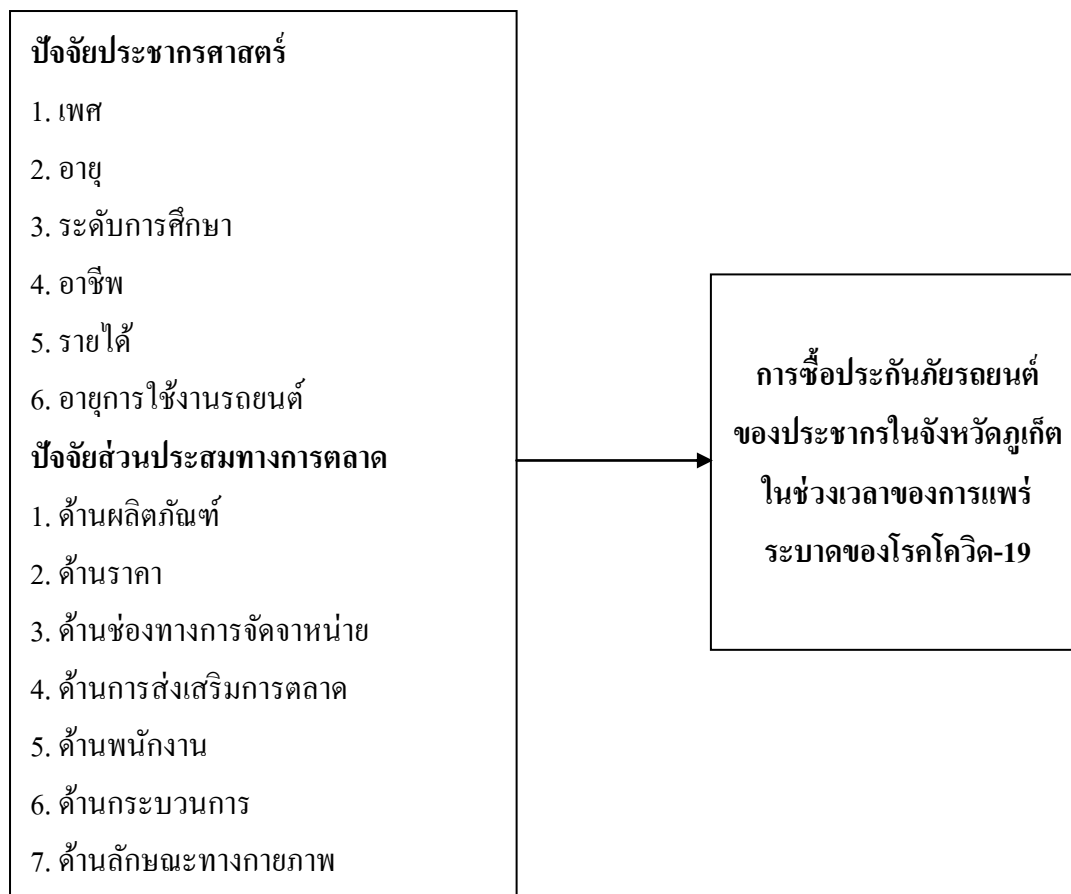 ปัจจัยประชากรศาสตร์
1. เพศ
2. อายุ
3. ระดับการศึกษา
4. อาชีพ
5. รายได้
6. อายุการใช้งานรถยนต์
ปัจจัยส่วนประสมทางการตลาด
1. ด้านผลิตภัณฑ์
2. ด้านราคา
3. ด้านช่องทางการจัดจาหน่าย
4. ด้านการส่งเสริมการตลาด
5. ด้านพนักงาน
6. ด้านกระบวนการ
7. ด้านลักษณะทางกายภาพ
การซื้อประกันภัยรถยนต์
ของประชากรในจังหวัดภูเก็ต
ในช่วงเวลาของการแพร่
ระบาดของโรคโควิด-19